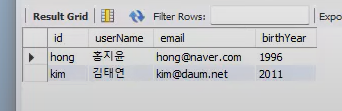 Result Grid Filter Rows: Expo
id userName email birthYear
hong 홍지윤 hong@naver.com 1996
kim 김태연 kim@daum.net 2011